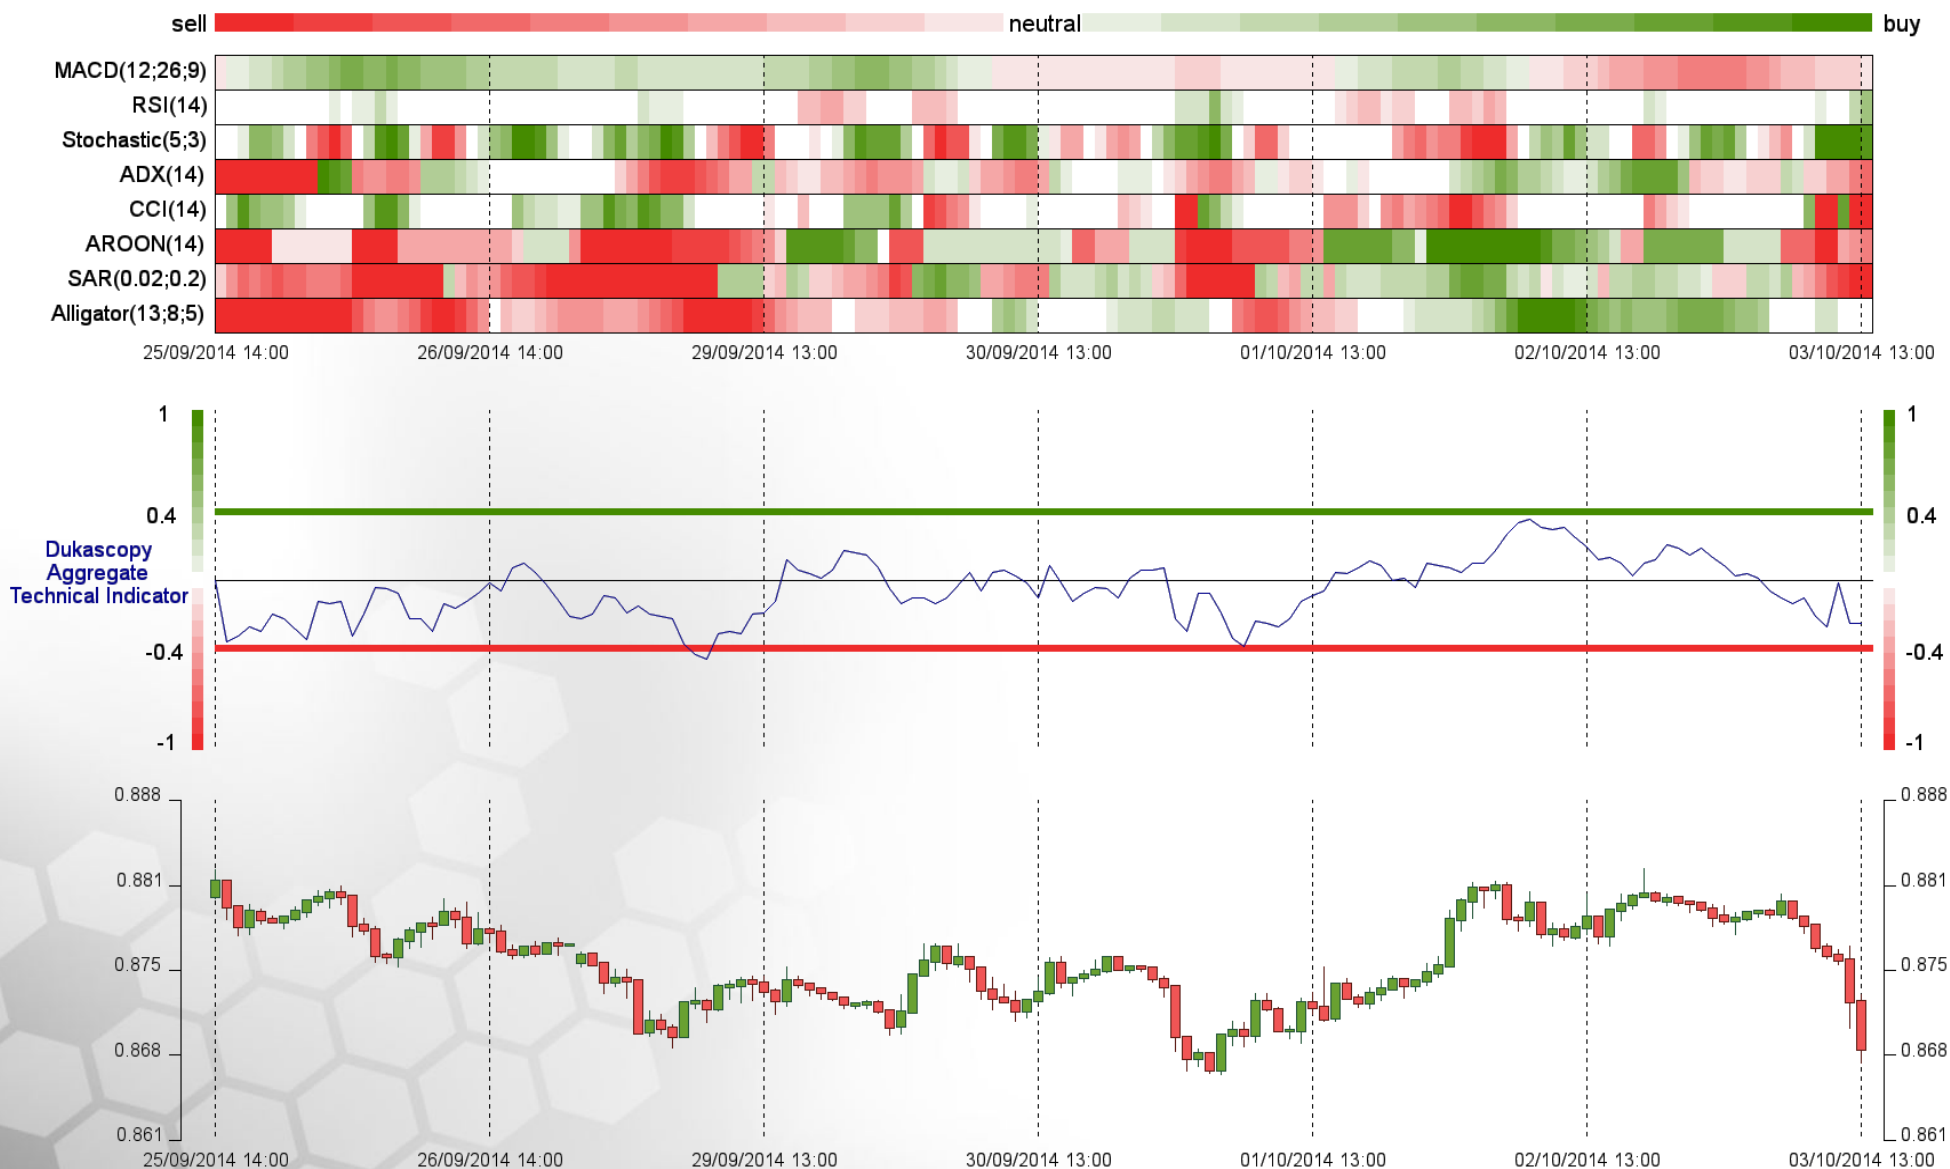 sell neutral buy
MACD(12;26;9)
RSI(14)
Stochastic(5;3)
ADX(14)
CCI(14)
AROON(14)
SAR(0.02;0.2)
Alligator(13;8;5)
25/09/2014 14:00 26/09/2014 14:00 29/09/2014 13:00 30/09/2014 13:00 01/10/2014 13:00 02/10/2014 13:00 03/10/2014 13:00
1 1
0.4 0.4
Dukascopy
Aggregate
Technical Indicator
-0.4 -0.4
-1 -1
0.888 0.888
0.881 0.881
0.875 0.875
0.868 0.868
0.861 0.861
25/09/2014 14:00 26/09/2014 14:00 29/09/2014 13:00 30/09/2014 13:00 01/10/2014 13:00 02/10/2014 13:00 03/10/2014 13:00